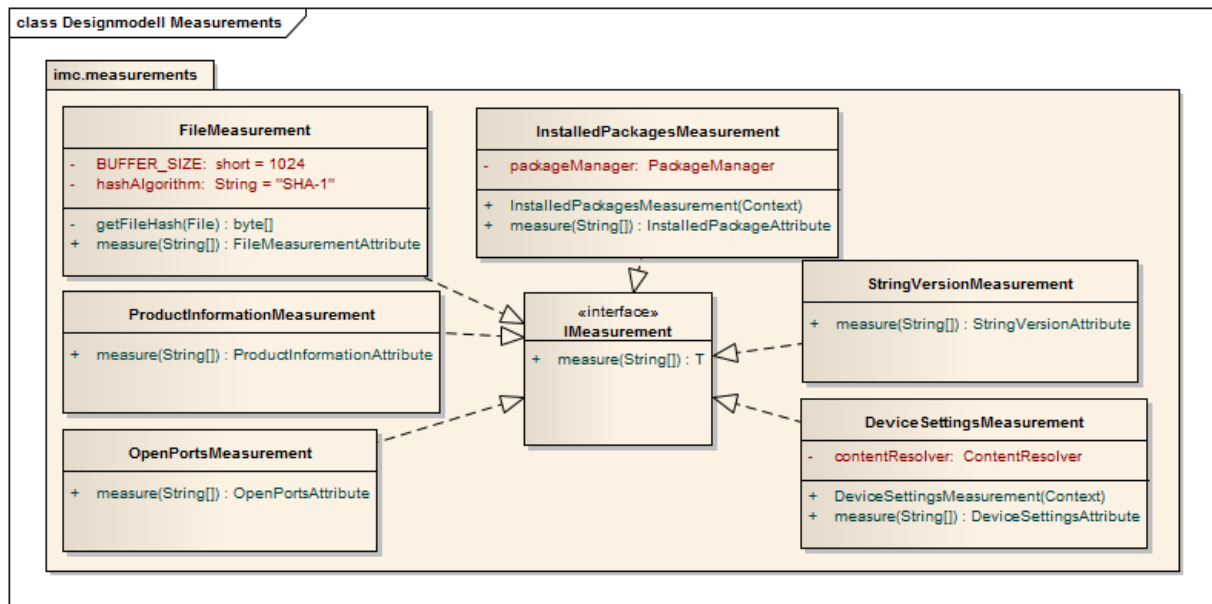 class Designmodell Measurements
imc.measurements
FileMeasurement
- BUFFER_SIZE: short = 1024
- hashAlgorithm: String = "SHA-1"
- getFileHash(File) : byte[]
+ measure(String[]) : FileMeasurementAttribute
InstalledPackagesMeasurement
- packageManager: PackageManager
+ InstalledPackagesMeasurement(Context)
+ measure(String[]) : InstalledPackageAttribute
ProductInformationMeasurement
+ measure(String[]) : ProductInformationAttribute
«interface»
IMeasurement
+ measure(String[]) : T
StringVersionMeasurement
+ measure(String[]) : StringVersionAttribute
OpenPortsMeasurement
+ measure(String[]) : OpenPortsAttribute
DeviceSettingsMeasurement
- contentResolver: ContentResolver
+ DeviceSettingsMeasurement(Context)
+ measure(String[]) : DeviceSettingsAttribute